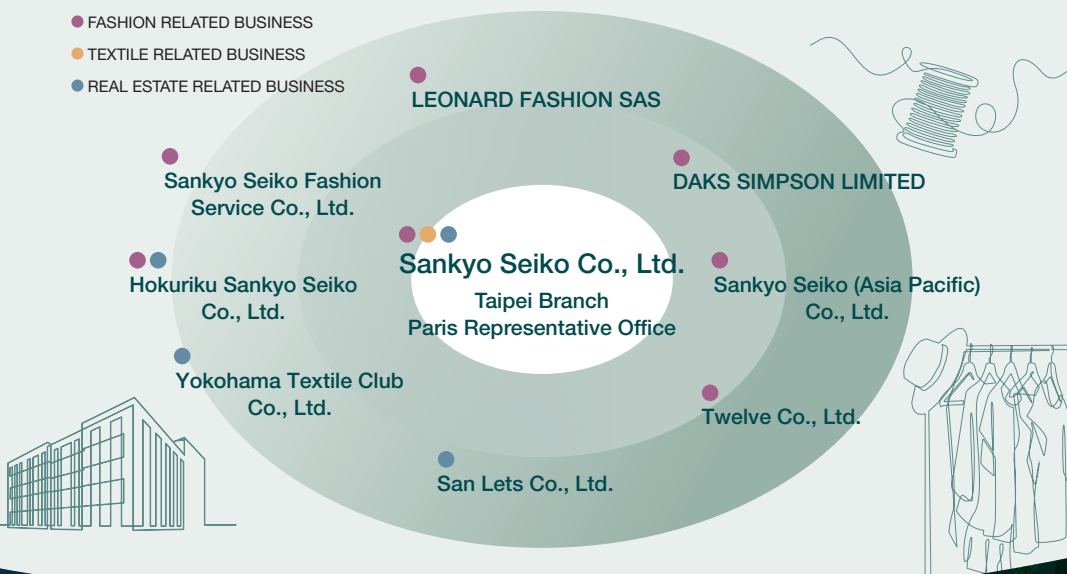 FASHION RELATED BUSINESS
TEXTILE RELATED BUSINESS
REAL ESTATE RELATED BUSINESS
LEONARD FASHION SAS
DAKS SIMPSON LIMITED
Sankyo Seiko Fashion
Service Co., Ltd.
Sankyo Seiko Co., Ltd.
Taipei Branch
Paris Representative Office
Hokuriku Sankyo Seiko
Co., Ltd.
Sankyo Seiko (Asia Pacific)
Co., Ltd.
Yokohama Textile Club
Co., Ltd.
Twelve Co., Ltd.
San Lets Co., Ltd.